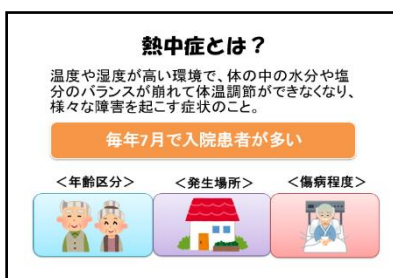 熱中症とは？
温度や湿度が高い環境で、体の中の水分や塩
分のバランスが崩れて体温調節ができなくなり、
様々な障害を起こす症状のこと。
毎年7月で入院患者が多い
＜年齢区分＞ ＜発生場所＞ ＜傷病程度＞